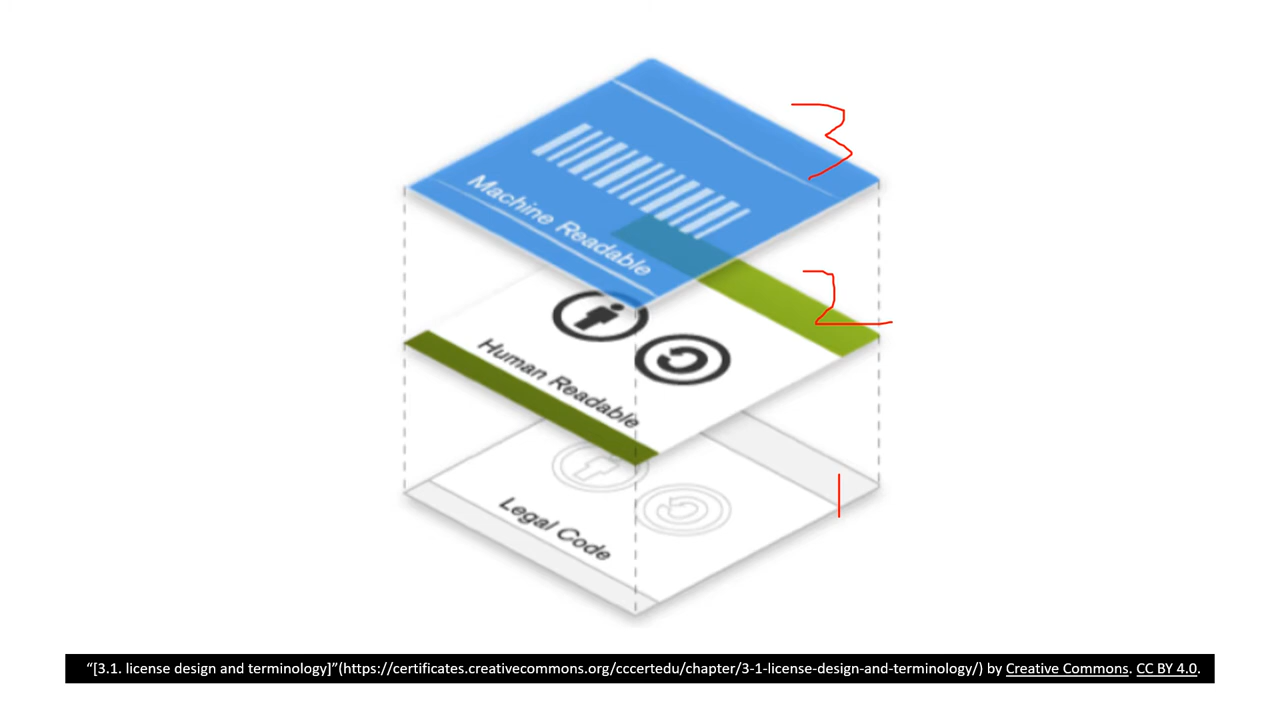 3
Machine Readable
2
Human Readable
1
Legal Code
“[3.1. license design and terminology]”(https://certificates.creativecommons.org/cccertedu/chapter/3-1-license-design-and-terminology/) by Creative Commons. CC BY 4.0.